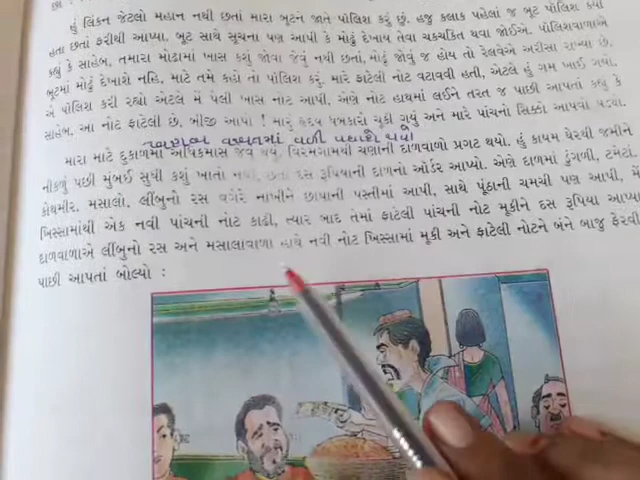 હું લિંકન જેટલો મહાન નથી છતાં મારા બૂટને જાતે પોલિશ કરું છું. હજુ કલાક પહેલાં જ બૂટ પોલિશ કર્યા
હતા છતાં ફરીથી આપ્યા. બૂટ સાથે સૂચના પણ આપી કે મોઢું દેખાય તેવા ચકચકિત થવા જોઈએ. પોલિશવાળાએ
કહ્યું કે સાહેબ, તમારા મોઢામાં ખાસ કશું જોવા જેવું નથી છતાં, મોઢું જોવું જ હોય તો રેલવેએ અરીસા રાખ્યા છે.
બૂટમાં મોઢું દેખાશે નહિ. માટે તમે કહો તો પોલિશ કરું. મારે ફાટેલી નોટ વટાવવી હતી, એટલે હું ગમ ખાઈ ગયો.
એ પોલિશ કરી રહ્યો એટલે મેં પેલી ખાસ નોટ આપી. એણે નોટ હાથમાં લઈને તરત જ પાછી આપતાં કહ્યું કે
સાહેબ, આ નોટ ફાટેલી છે. બીજી આપો ! મારું હૃદય ધબકારો ચૂકી ગયું અને મારે પાંચનો સિક્કો આપવો પડ્યો.
વળી
મારા માટે દુકાળમાં અધિકમાસ જેવું થયું. વિરમગામથી ચણાની દાળવાળો પ્રગટ થયો. હું કાયમ ઘેરથી જમીને
નીકળું પછી મુંબઈ સુધી કશું ખાતો નથી, છતાં દસ રૂપિયાની દાળનો ઑર્ડર આપ્યો. એણે દાળમાં ડુંગળી, ટમેટાં,
કોથમીર, મસાલો, લીંબુનો રસ વગેરે નાખીને છાપાની પસ્તીમાં આપી, સાથે પૂંઠાની ચમચી પણ આપી. મેં
ખિસ્સામાંથી એક નવી પાંચની નોટ કાઢી, ત્યાર બાદ તેમાં ફાટેલી પાંચની નોટ મૂકીને દસ રૂપિયા આપ્યા
દાળવાળાએ લીંબુનો રસ અને મસાલાવાળા હાથે નવી નોટ ખિસ્સામાં મૂકી અને ફાટેલી નોટને બંને બાજુ ફેરવી
પાછી આપતાં બોલ્યો :